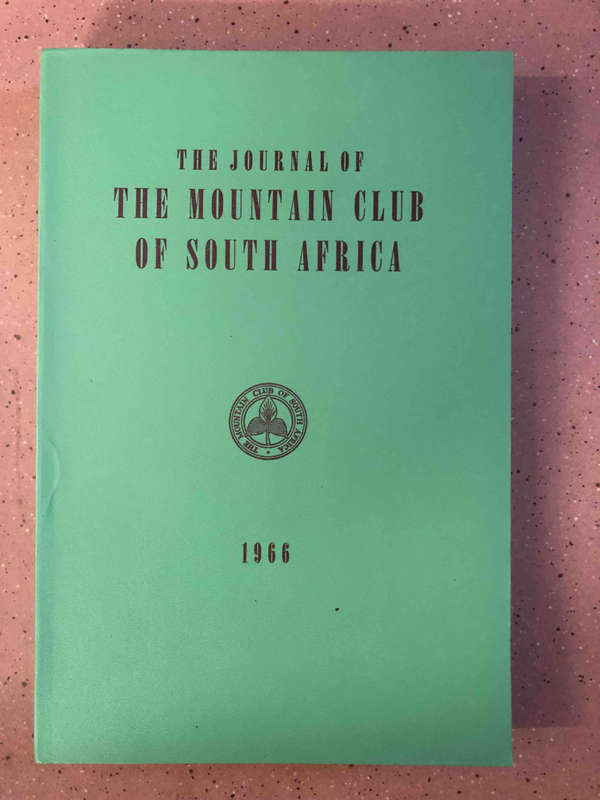 THE JOURNAL OF
THE MOUNTAIN CLUB
OF SOUTH AFRICA
THE MOUNTAIN CLUB OF SOUTH AFRICA
1966